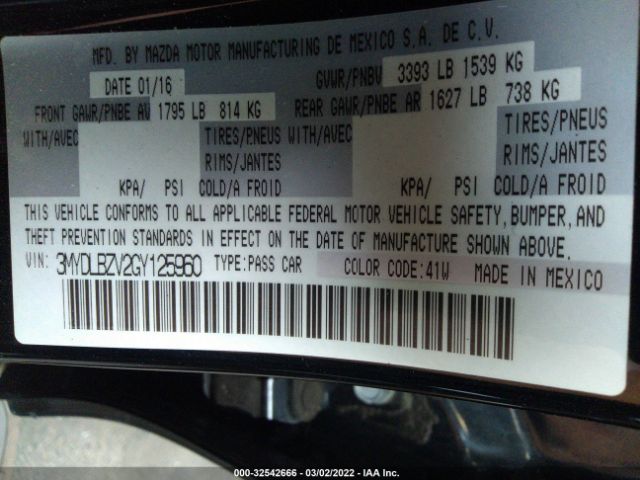 MFD. BY MAZDA MOTOR MANUFACTURING DE MEXICO S.A. DE C.V.
DATE 01/16 GVWR/PNBV 3393 LB 1539 KG
FRONT GAWR/PNBE AV 1795 LB 814 KG REAR GAWR/PNBE AR 1627 LB 738 KG
WITH/AVEC TIRES/PNEUS WITH/AVEC TIRES/PNEUS
RIMS/JANTES RIMS/JANTES
KPA/ PSI COLD/A FROID KPA/ PSI COLD/A FROID
THIS VEHICLE CONFORMS TO ALL APPLICABLE FEDERAL MOTOR VEHICLE SAFETY, BUMPER, AND
THEFT PREVENTION STANDARDS IN EFFECT ON THE DATE OF MANUFACTURE SHOWN ABOVE.
VIN: 3MYDLBZV2GY125960 TYPE:PASS CAR COLOR CODE:41W MADE IN MEXICO
000-32542666 - 03/02/2022 - IAA Inc.